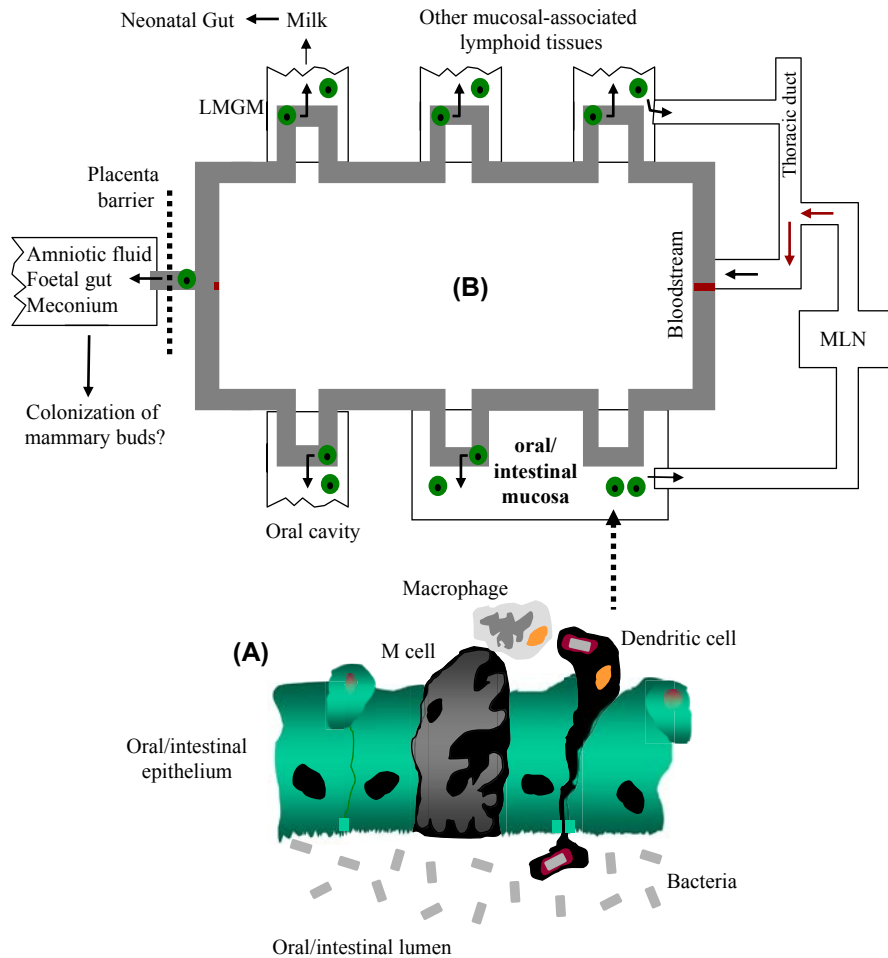 Neonatal Gut
Milk
Other mucosal-associated
lymphoid tissues
LMGM
Thoracic duct
Placenta
barrier
Amniotic fluid
Foetal gut
Meconium
(B)
Bloodstream
MLN
Colonization of
mammary buds?
oral/
intestinal
mucosa
Oral cavity
Macrophage
(A)
M cell
Dendritic cell
Oral/intestinal
epithelium
Bacteria
Oral/intestinal lumen